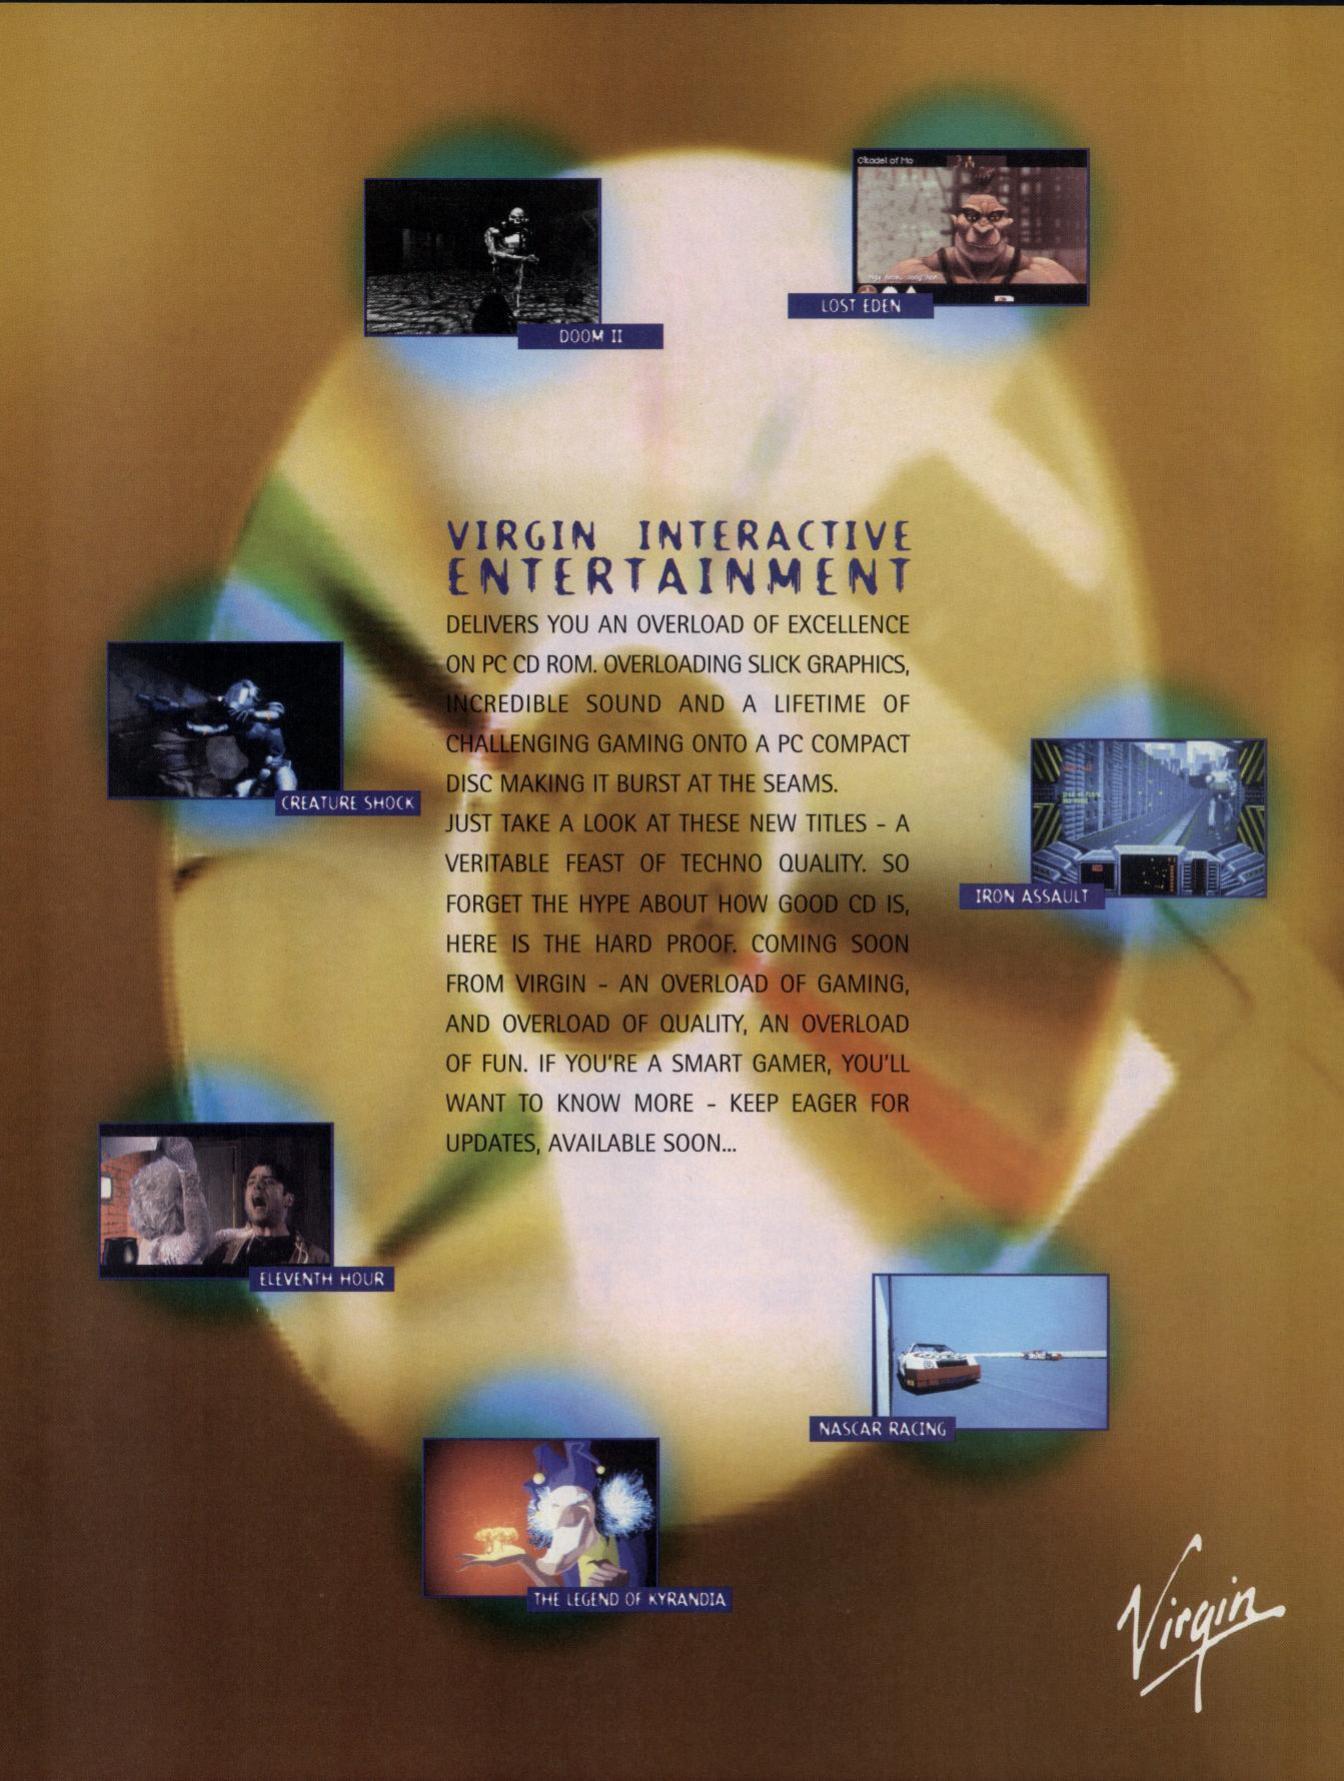 Citadel of Mo
DOOM II
LOST EDEN
VIRGIN INTERACTIVE
ENTERTAINMENT
DELIVERS YOU AN OVERLOAD OF EXCELLENCE
ON PC CD ROM. OVERLOADING SLICK GRAPHICS,
INCREDIBLE SOUND AND A LIFETIME OF
CHALLENGING GAMING ONTO A PC COMPACT
DISC MAKING IT BURST AT THE SEAMS.
JUST TAKE A LOOK AT THESE NEW TITLES - A
VERITABLE FEAST OF TECHNO QUALITY. SO
FORGET THE HYPE ABOUT HOW GOOD CD IS,
HERE IS THE HARD PROOF. COMING SOON
FROM VIRGIN - AN OVERLOAD OF GAMING,
AND OVERLOAD OF QUALITY, AN OVERLOAD
OF FUN. IF YOU'RE A SMART GAMER, YOU'LL
WANT TO KNOW MORE - KEEP EAGER FOR
UPDATES, AVAILABLE SOON...
CREATURE SHOCK
IRON ASSAULT
ELEVENTH HOUR
NASCAR RACING
THE LEGEND OF KYRANDIA
Virgin